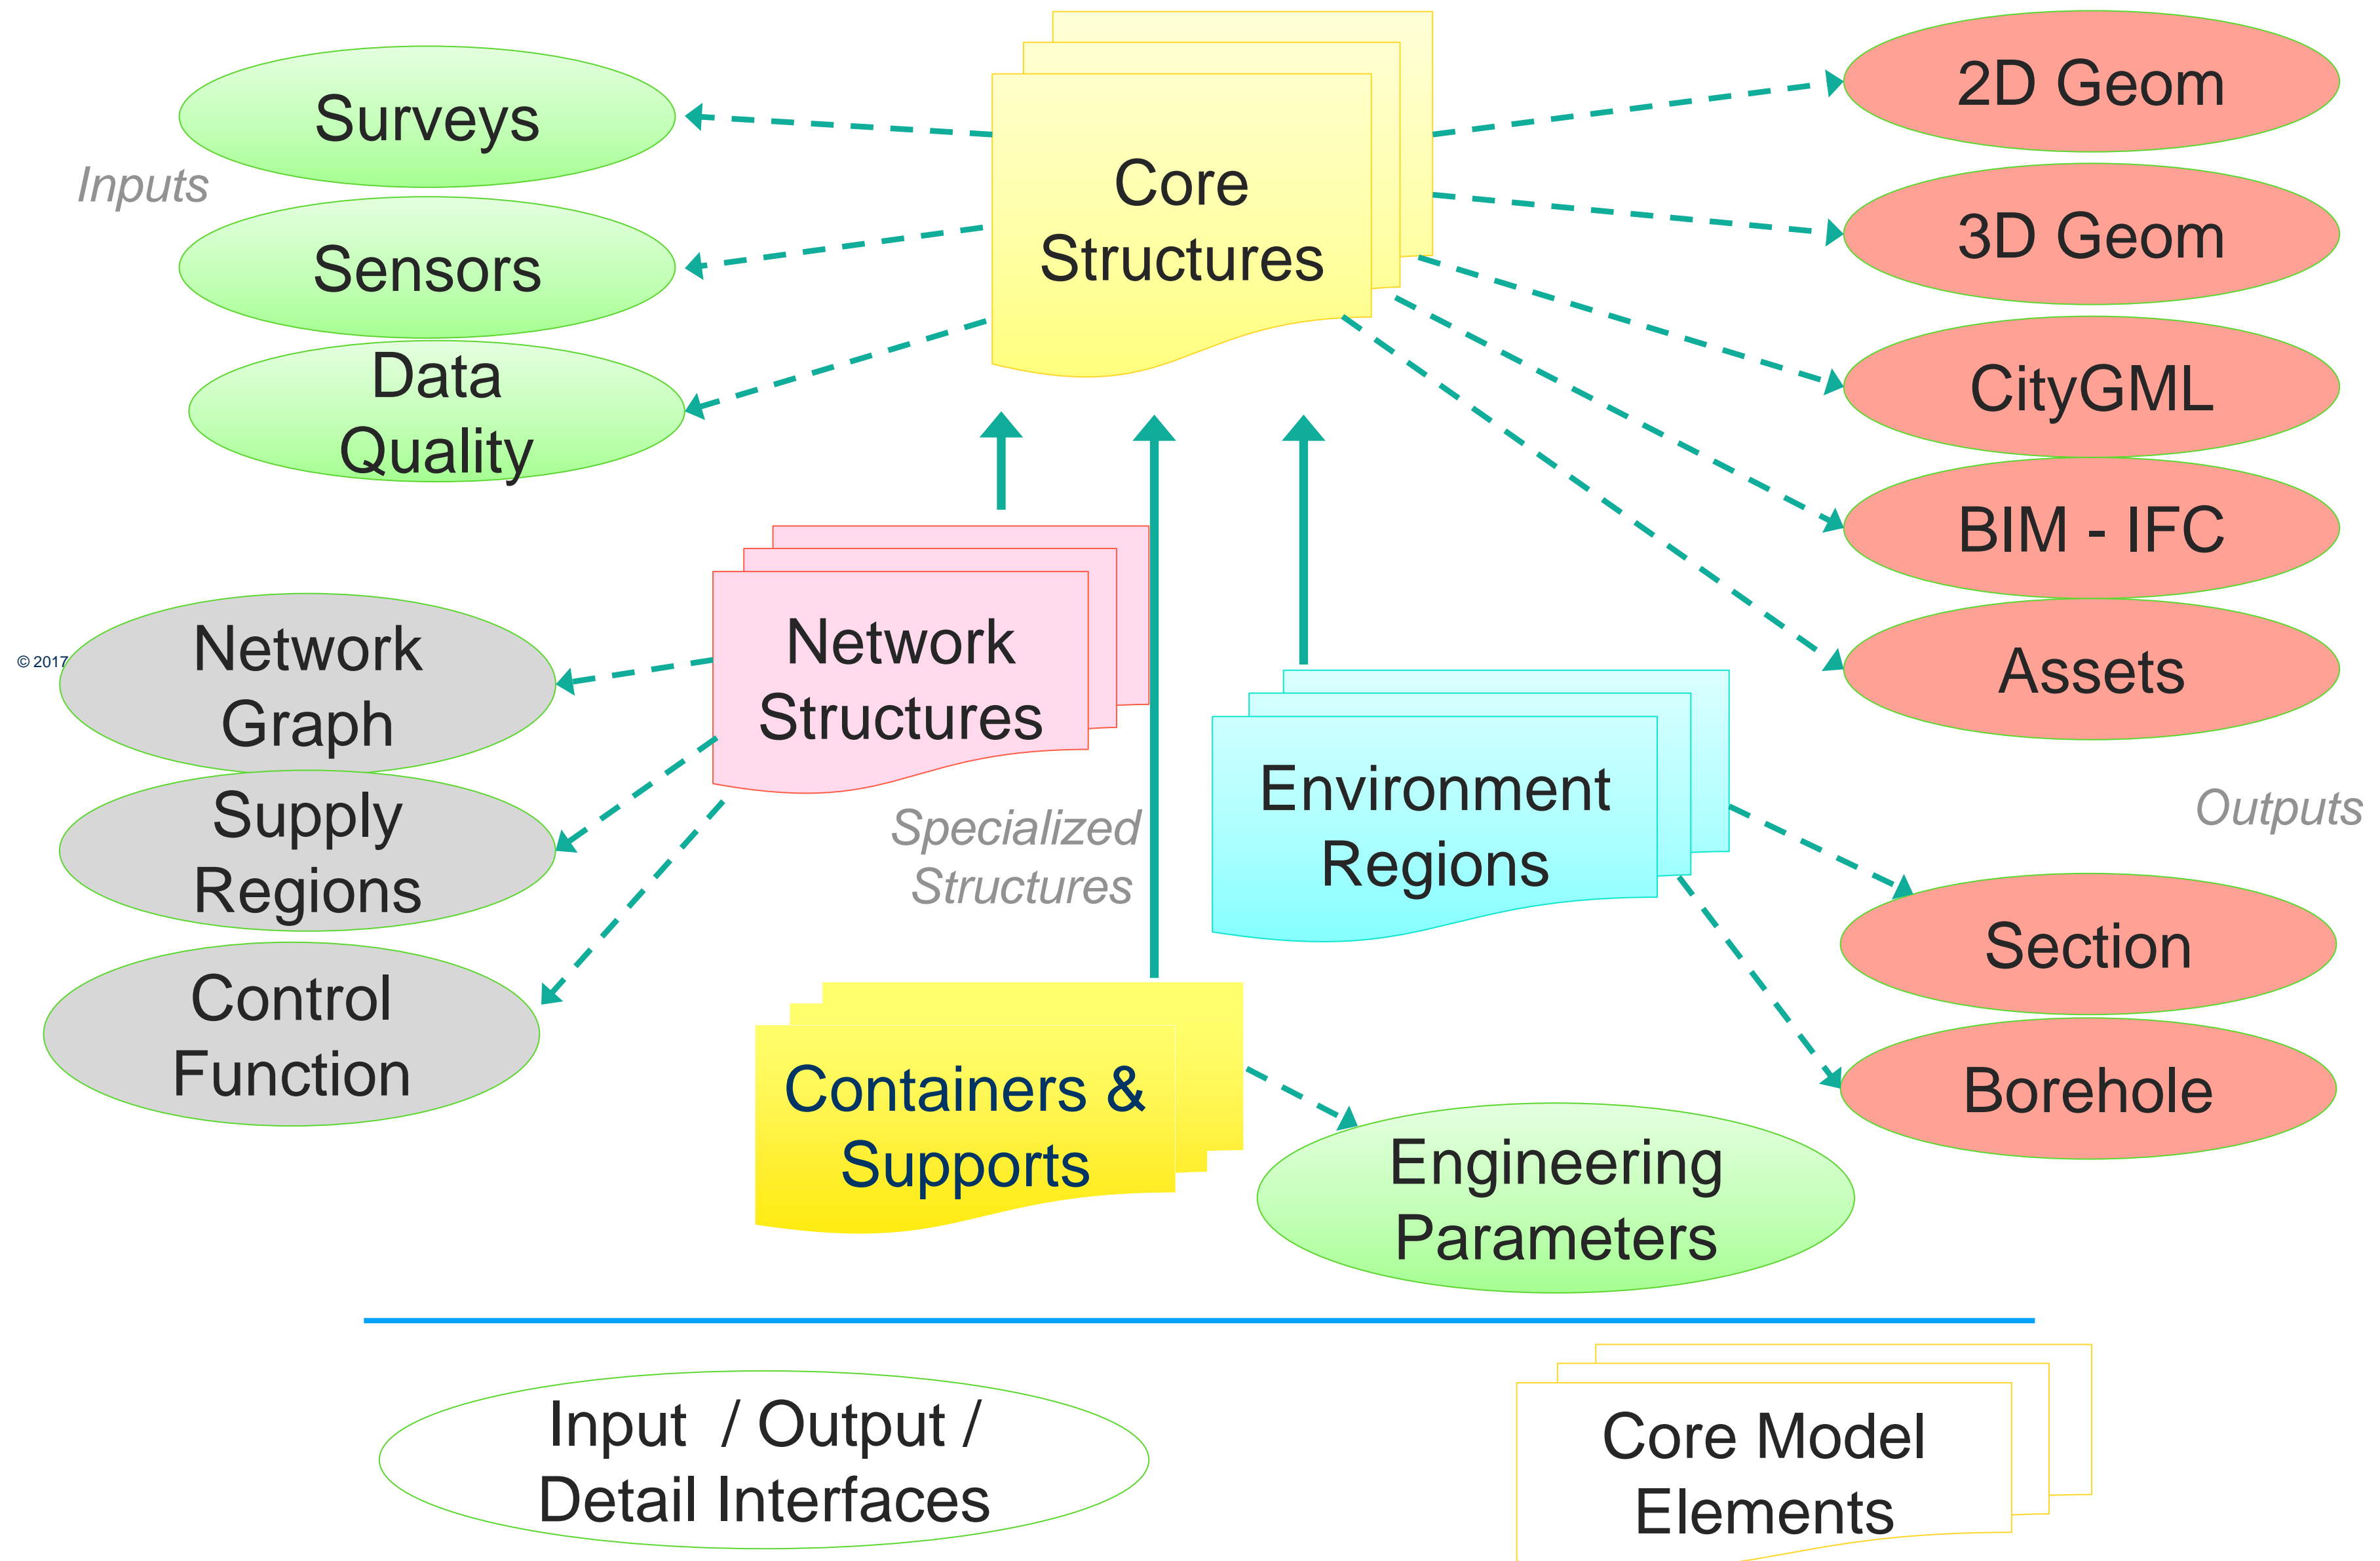 Surveys
Inputs
Sensors
Data
Quality
Core
Structures
2D Geom
3D Geom
CityGML
BIM - IFC
Assets
© 2017
Network
Graph
Supply
Regions
Control
Function
Network
Structures
Specialized
Structures
Environment
Regions
Outputs
Section
Borehole
Containers &
Supports
Engineering
Parameters
Input / Output /
Detail Interfaces
Core Model
Elements